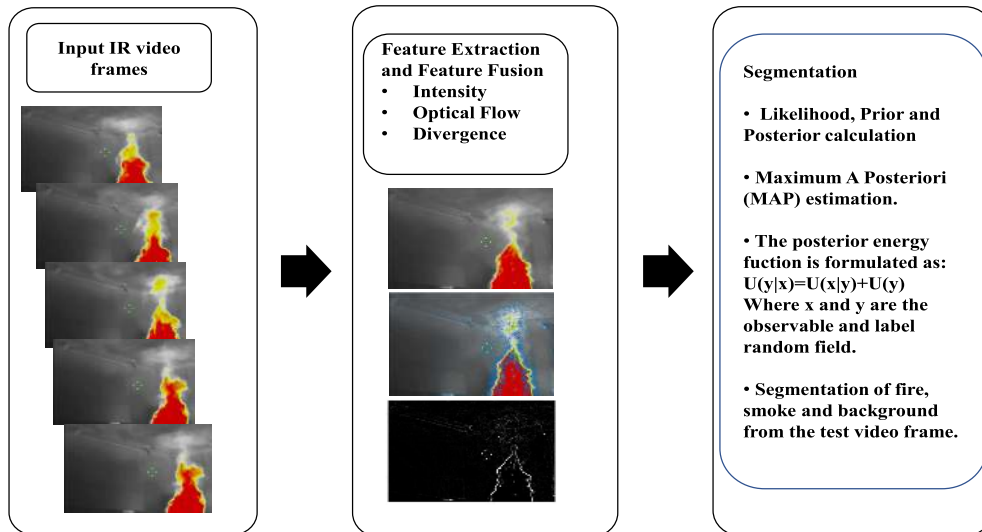 Input IR video
frames
Feature Extraction
and Feature Fusion
• Intensity
• Optical Flow
• Divergence
Segmentation
• Likelihood, Prior and
Posterior calculation
• Maximum A Posteriori
(MAP) estimation.
• The posterior energy
fuction is formulated as:
U(y|x)=U(x|y)+U(y)
Where x and y are the
observable and label
random field.
• Segmentation of fire,
smoke and background
from the test video frame.